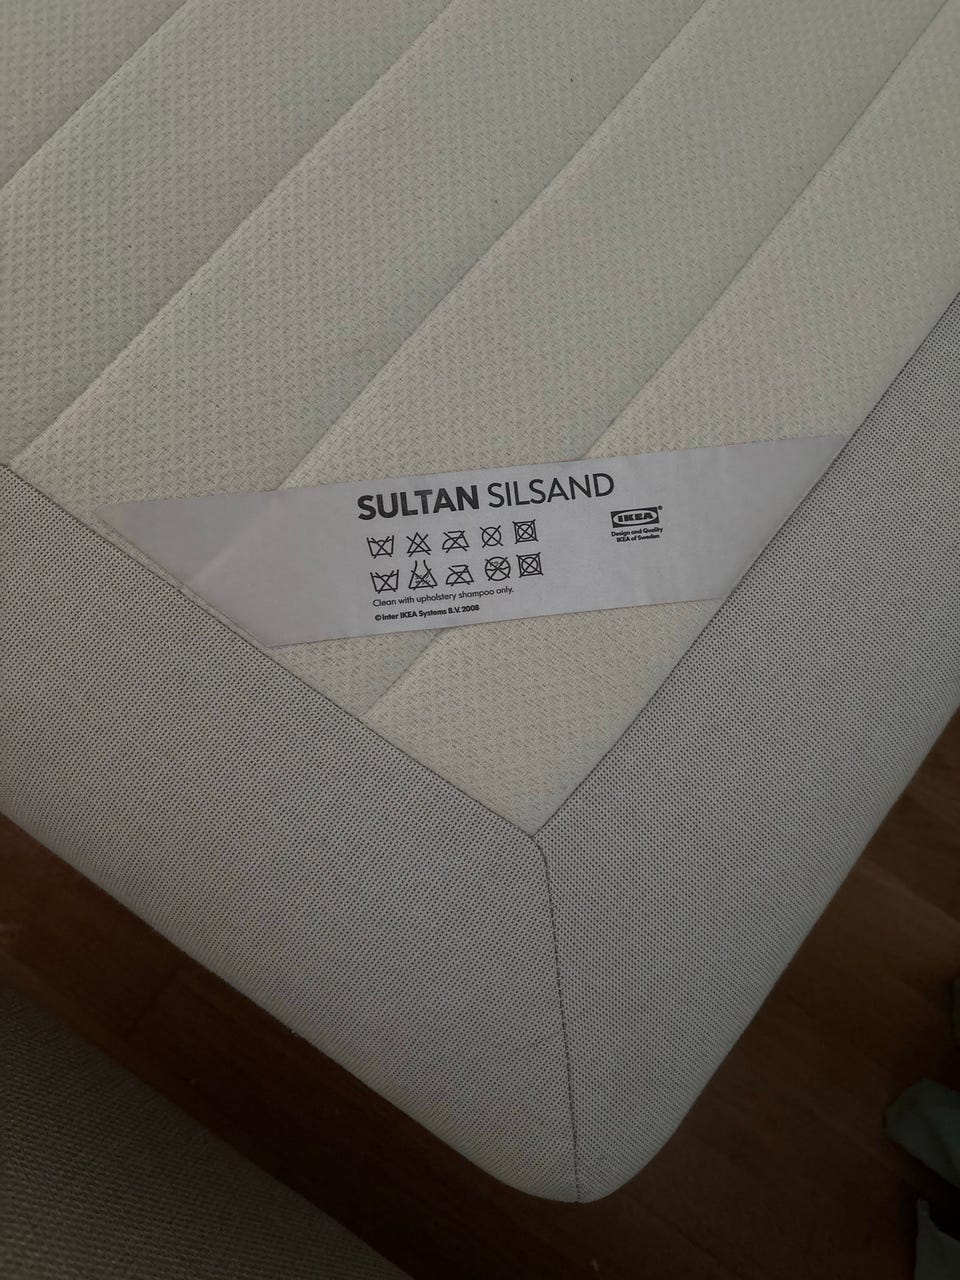 SULTAN SILSAND
IKEA®
Design and Quality
IKEA of Sweden
Clean with upholstery shampoo only.
© Inter IKEA Systems B.V. 2008